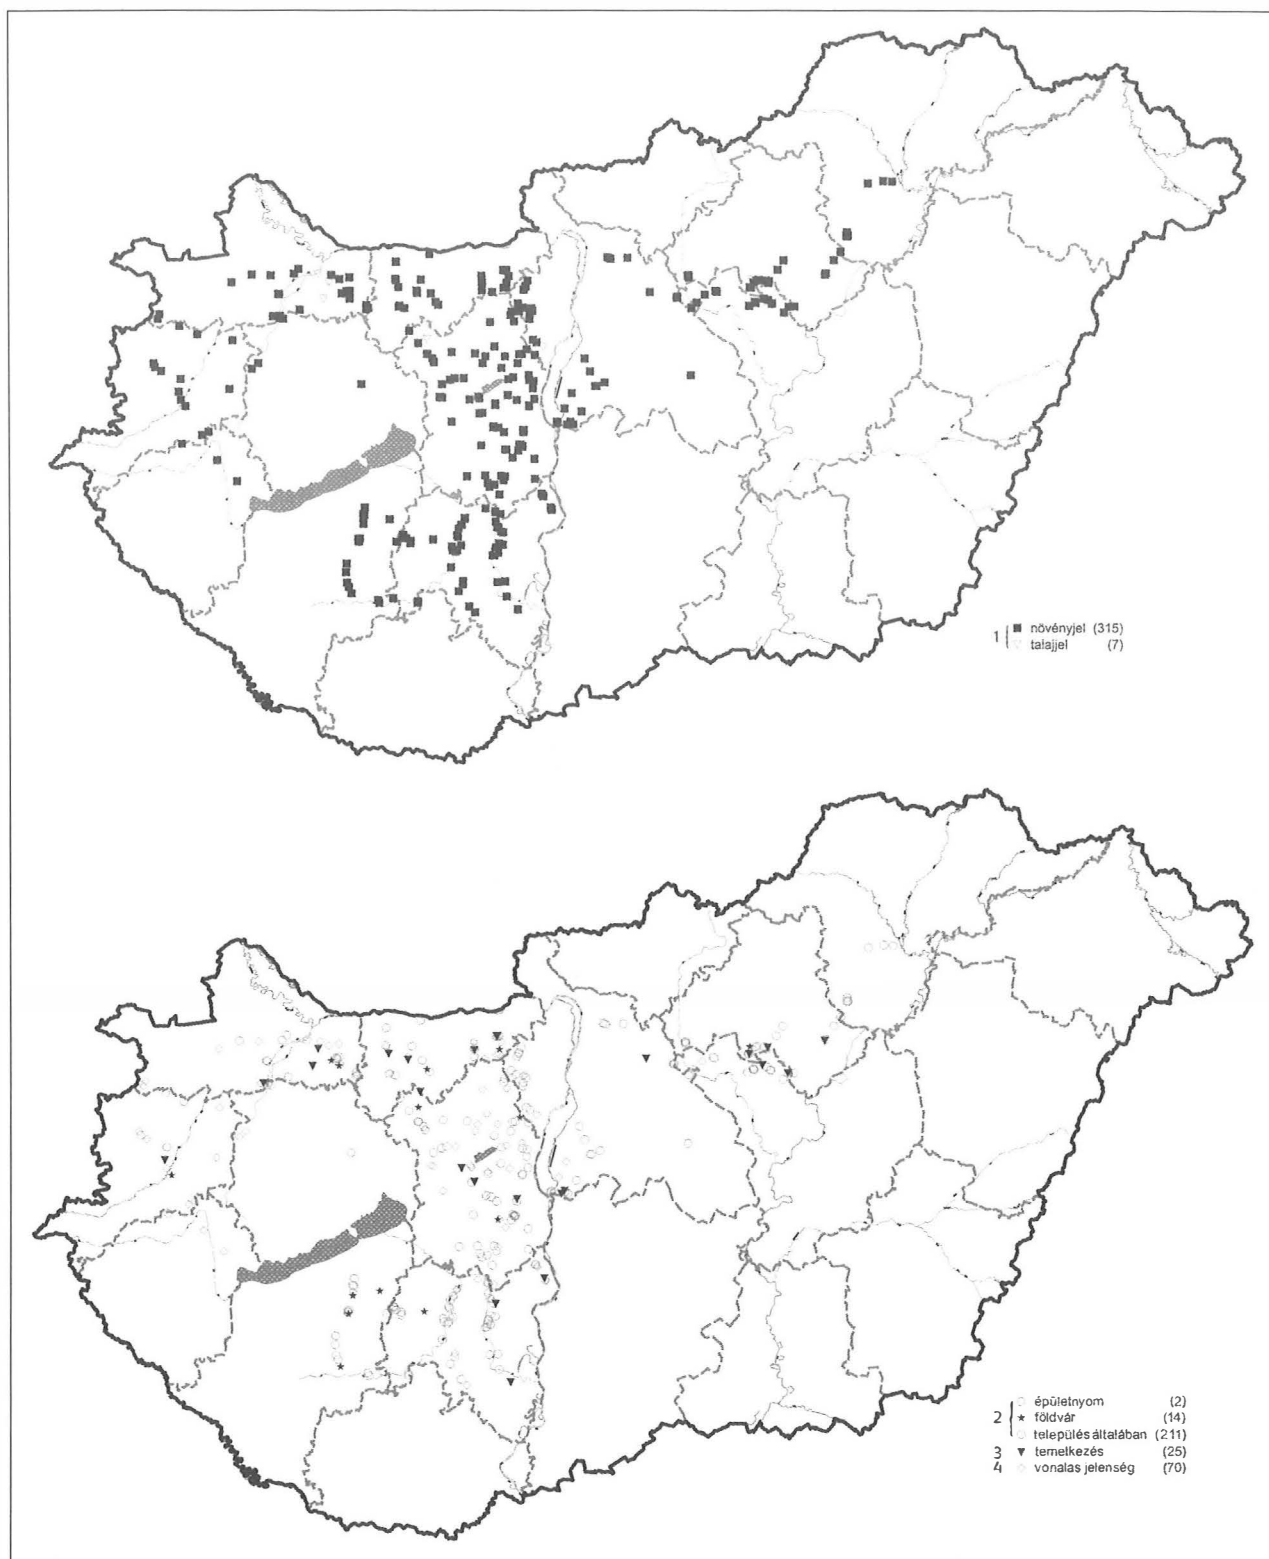 1 növényjel (315)
talajjel (7)
2 épületnyom (2)
földvár (14)
település általában (211)
3 temetkezés (25)
4 vonalas jelenség (70)